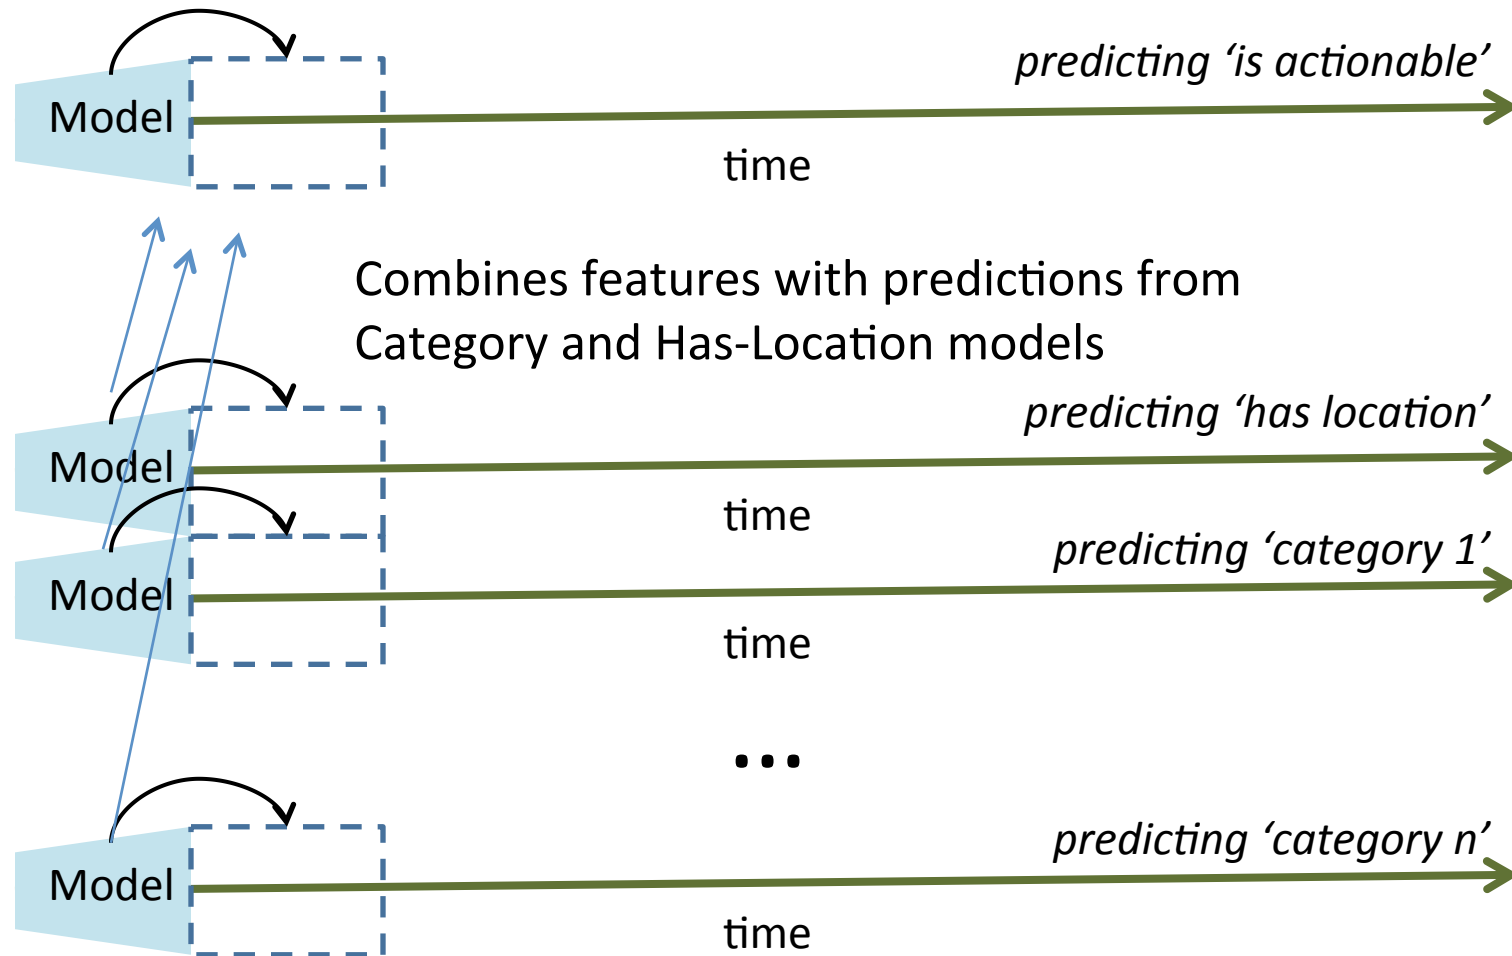 predicting ‘is actionable’
Model
time
Combines features with predictions from
Category and Has-Location models
predicting ‘has location’
Model
time
predicting ‘category 1’
Model
time
...
predicting ‘category n’
Model
time